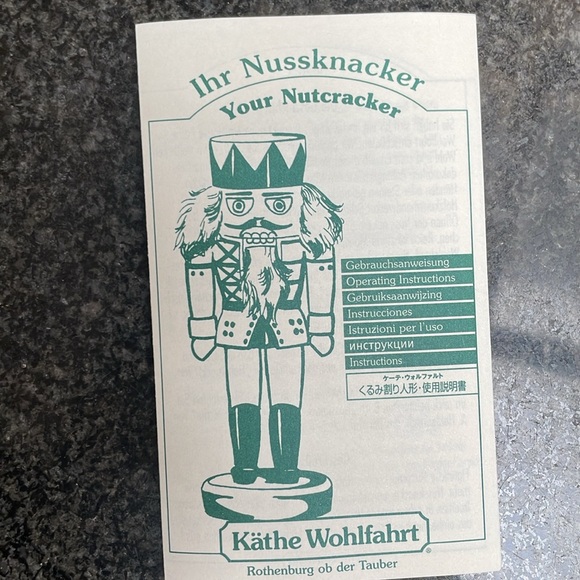 Ihr Nussknacker
Your Nutcracker
Gebrauchsanweisung
Operating Instructions
Gebruiksaanwijzing
Instrucciones
Istruzioni per l'uso
инструкции
Instructions
ケーテ・ウォルファルト
くるみ割り人形・使用説明書
Käthe Wohlfahrt®
Rothenburg ob der Tauber